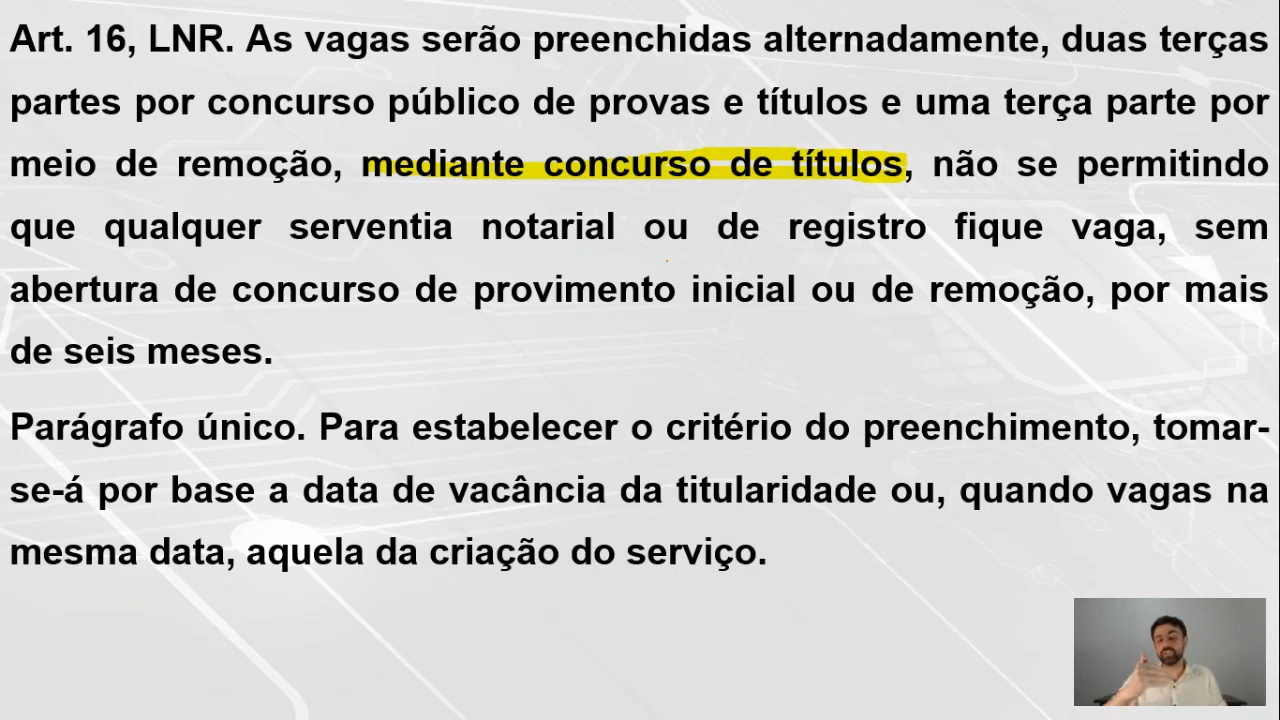 Art. 16, LNR. As vagas serão preenchidas alternadamente, duas terças
partes por concurso público de provas e títulos e uma terça parte por
meio de remoção, mediante concurso de títulos, não se permitindo
que qualquer serventia notarial ou de registro fique vaga, sem
abertura de concurso de provimento inicial ou de remoção, por mais
de seis meses.
Parágrafo único. Para estabelecer o critério do preenchimento, tomar-
se-á por base a data de vacância da titularidade ou, quando vagas na
mesma data, aquela da criação do serviço.